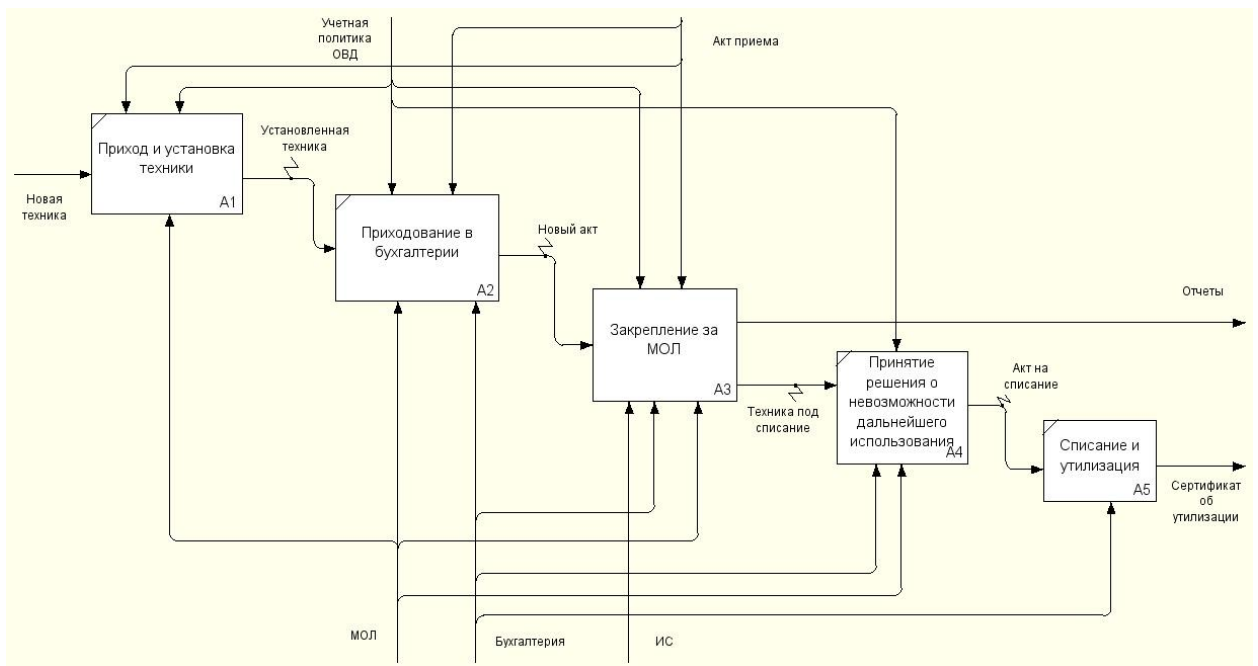 Учетная
политика
ОВД
Акт приема
Приход и установка
техники
A1
Новая
техника
Установленная
техника
Приходование в
бухгалтерии
A2
Новый акт
Закрепление за
МОЛ
A3
Отчеты
Техника под
списание
Принятие
решения о
невозможности
дальнейшего
использования
A4
Акт на
списание
Списание и
утилизация
A5
Сертификат
об
утилизации
МОЛ
Бухгалтерия
ИС